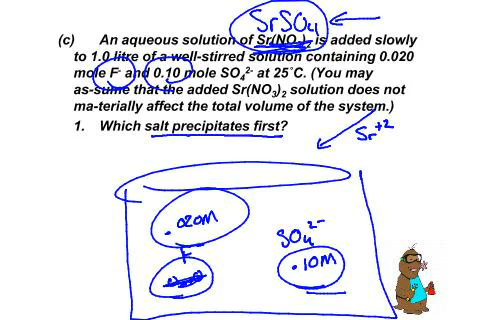 SrSO4
(c) An aqueous solution of Sr(NO3)2 is added slowly
to 1.0 litre of a well-stirred solution containing 0.020
mole F- and 0.10 mole SO4 2- at 25˚C. (You may
as-sume that the added Sr(NO3)2 solution does not
ma-terially affect the total volume of the system.)
1. Which salt precipitates first?
Sr+2
.020M
F-
SO4 2-
.10M